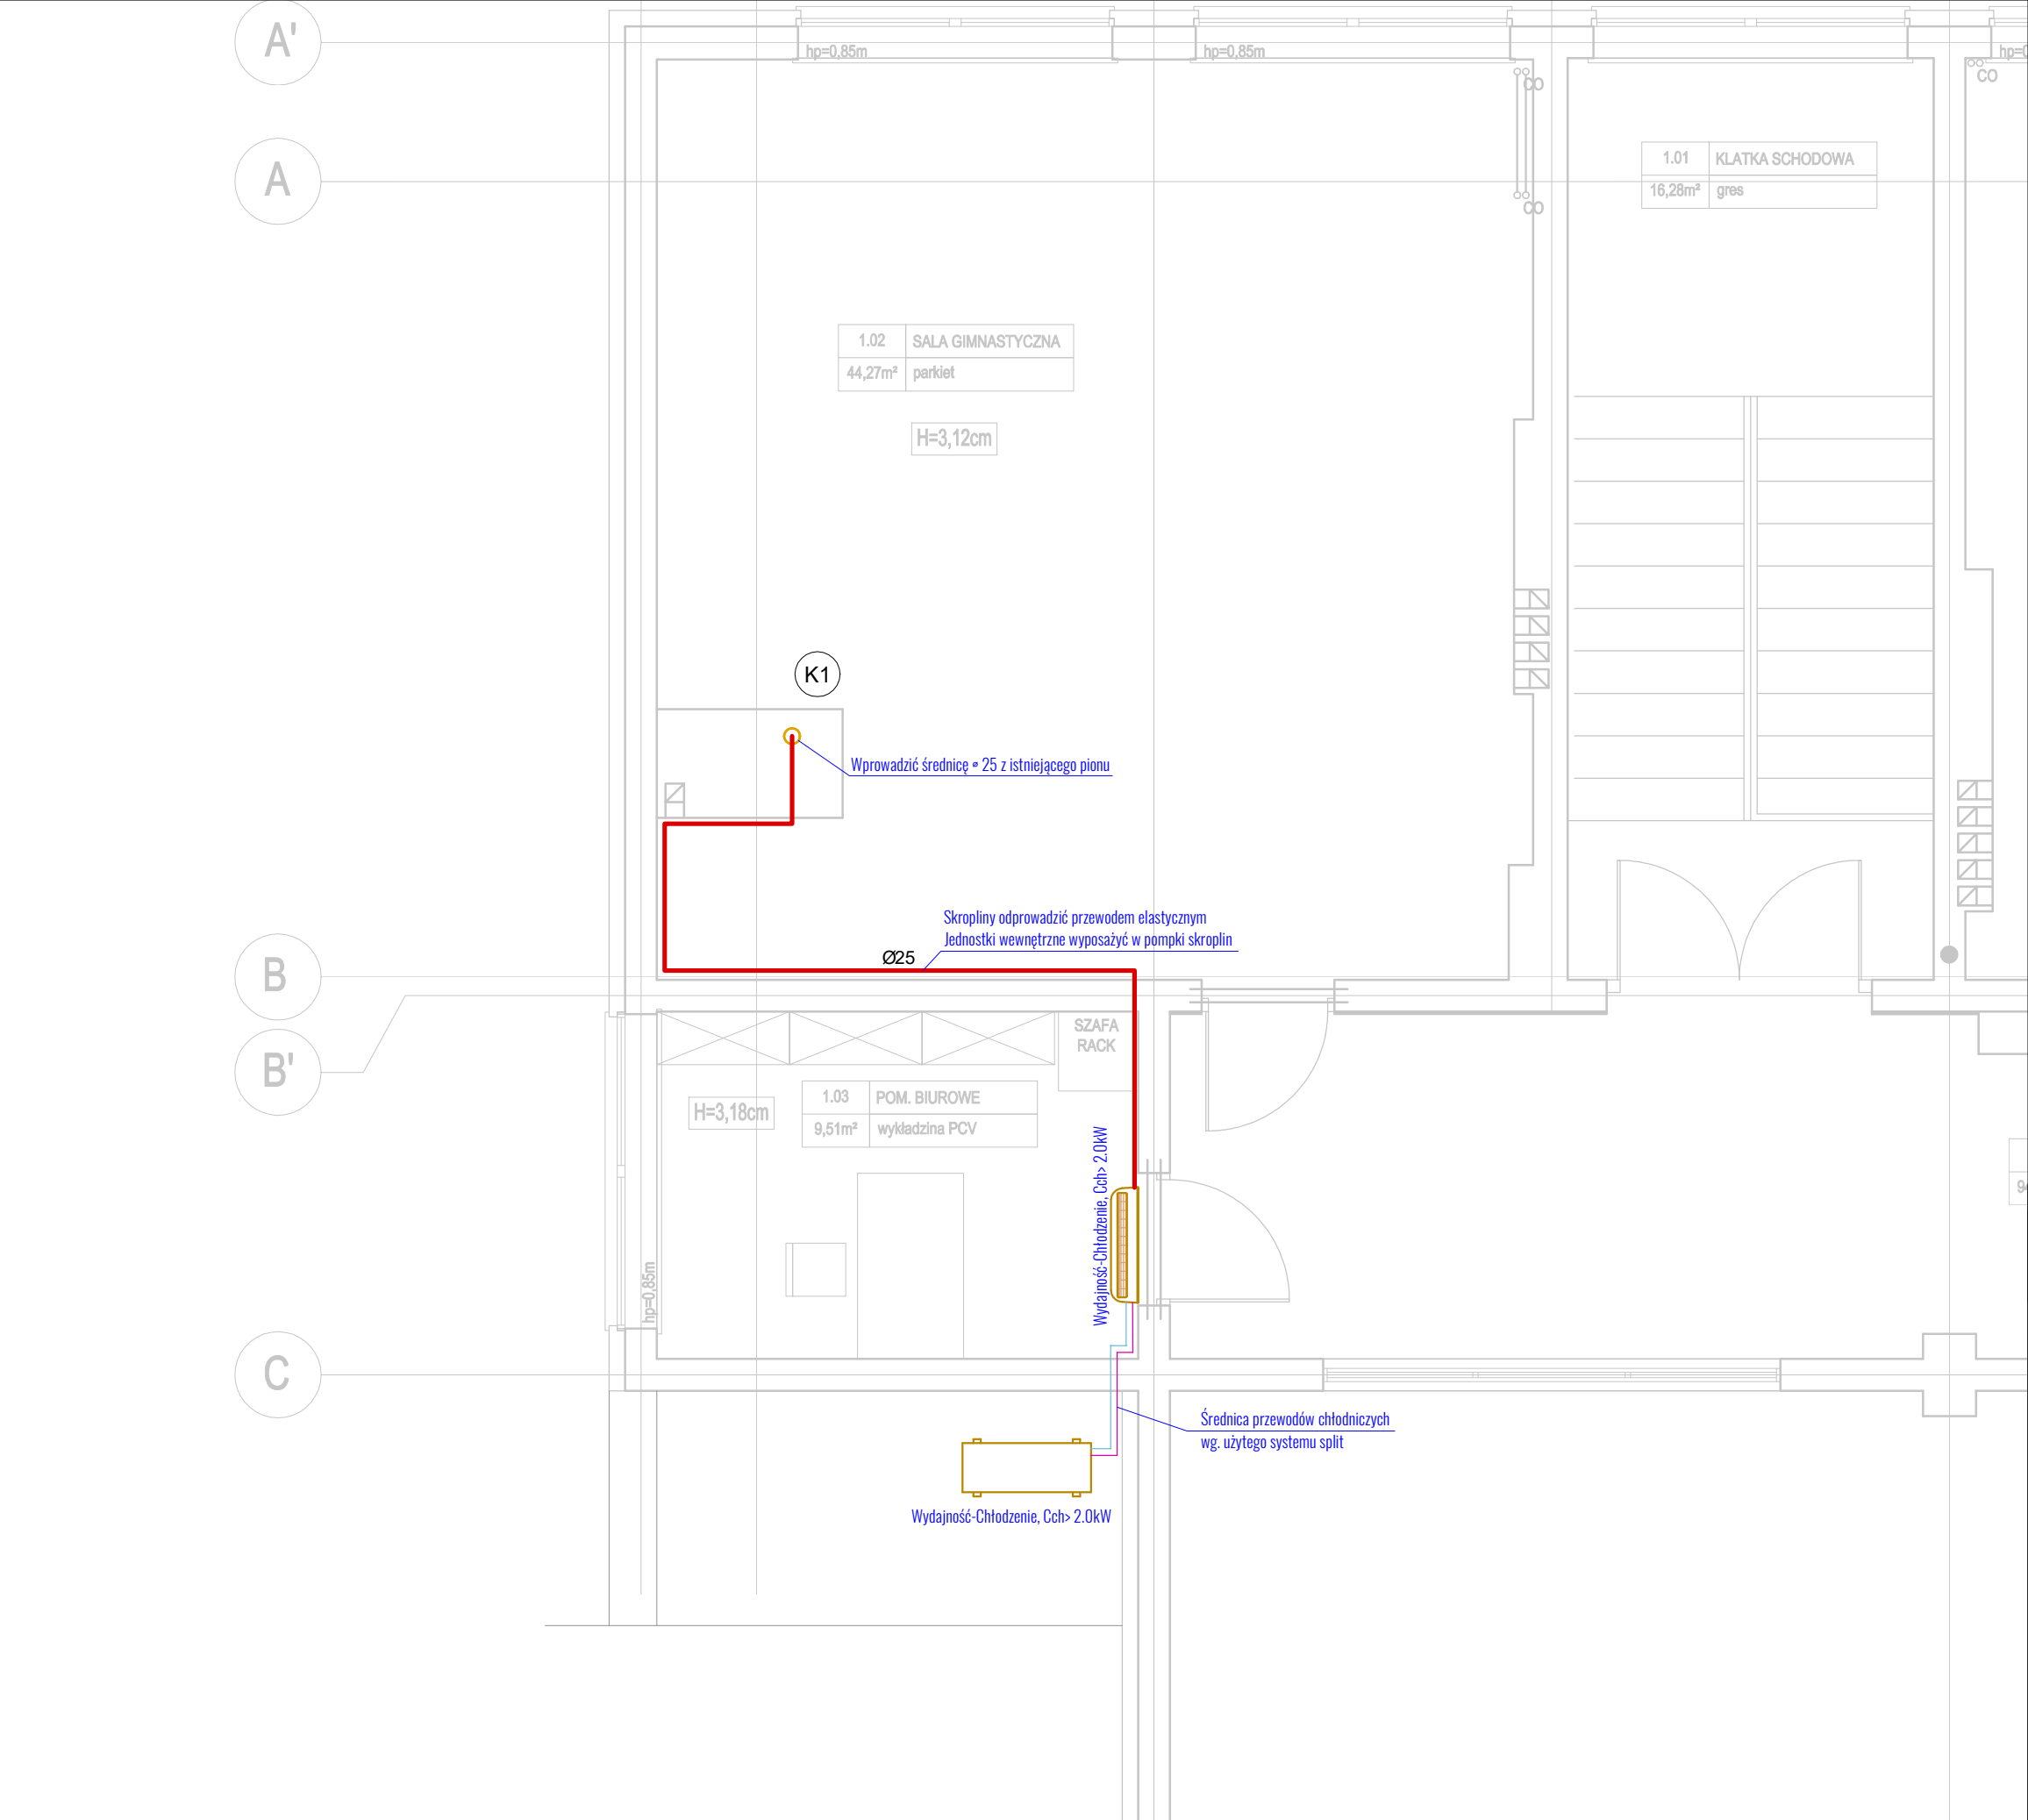 A'
hp=0,85m
hp=0,85m
CO
CO
A
1.01 KLATKA SCHODOWA
16,28m² gres
CO
1.02 SALA GIMNASTYCZNA
44,27m² parkiet
H=3,12cm
K1
Wprowadzić średnicę ø 25 z istniejącego pionu
Skropliny odprowadzić przewodem elastycznym
Jednostki wewnętrzne wyposażyć w pompki skroplin
Ø25
B
B'
SZAFA
RACK
1.03 POM. BIUROWE
9,51m² wykładzina PCV
H=3,18cm
Wydajność-Chłodzenie, Cch> 2.0kW
hp=0,85m
C
Średnica przewodów chłodniczych
wg. użytego systemu split
Wydajność-Chłodzenie, Cch> 2.0kW